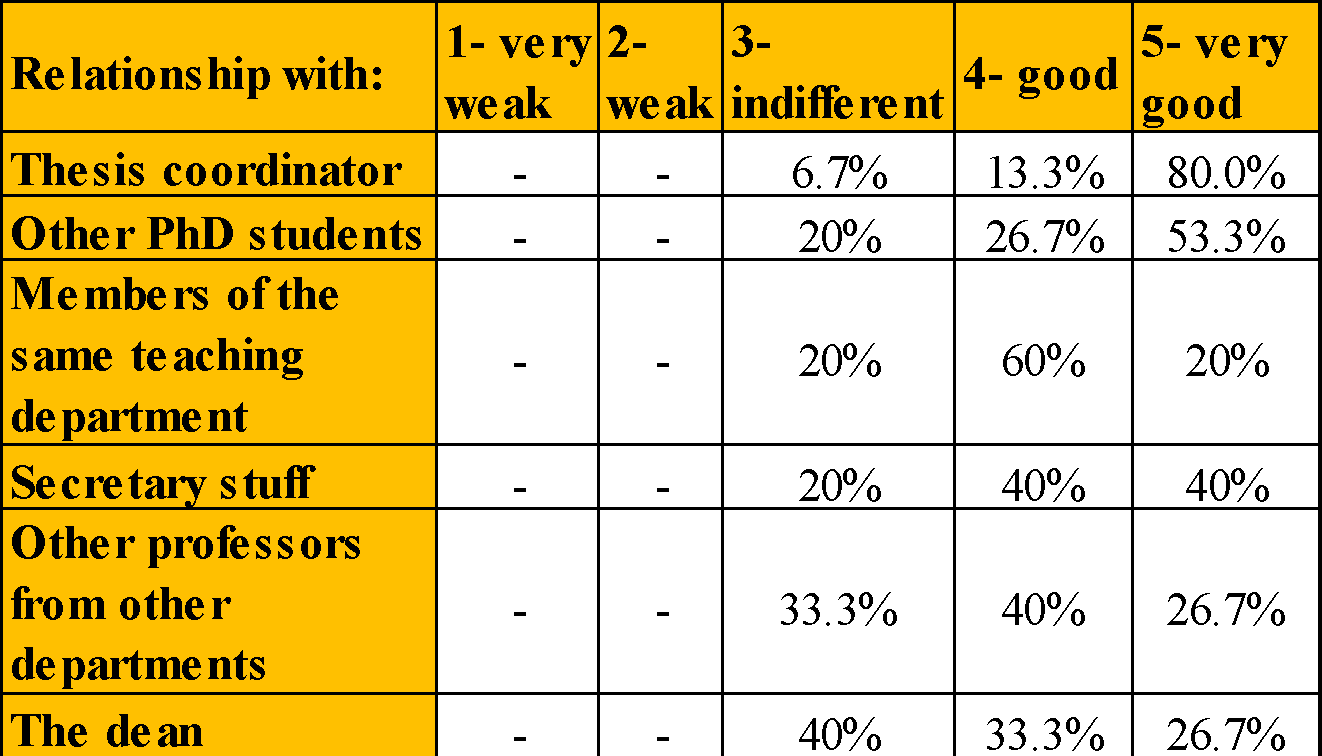 Relationship with: 1- very weak 2- weak 3- indifferent 4- good 5- very good
Thesis coordinator - - 6.7% 13.3% 80.0%
Other PhD students - - 20% 26.7% 53.3%
Members of the same teaching department - - 20% 60% 20%
Secretary stuff - - 20% 40% 40%
Other professors from other departments - - 33.3% 40% 26.7%
The dean - - 40% 33.3% 26.7%